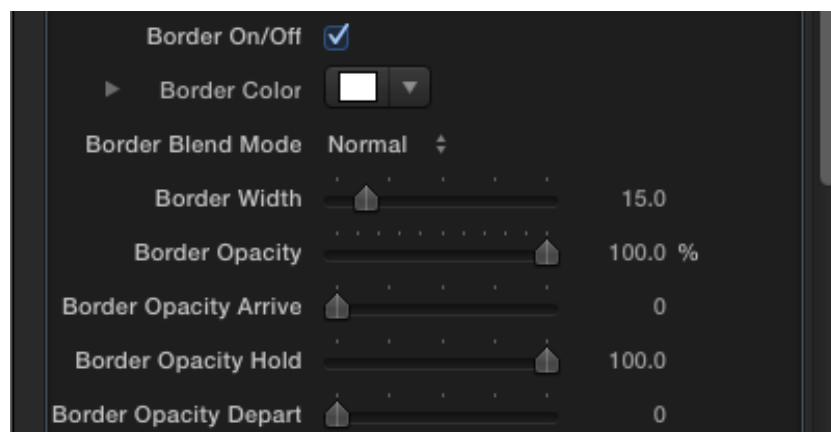 Border On/Off
Border Color
Border Blend Mode Normal
Border Width 15.0
Border Opacity 100.0 %
Border Opacity Arrive 0
Border Opacity Hold 100.0
Border Opacity Depart 0